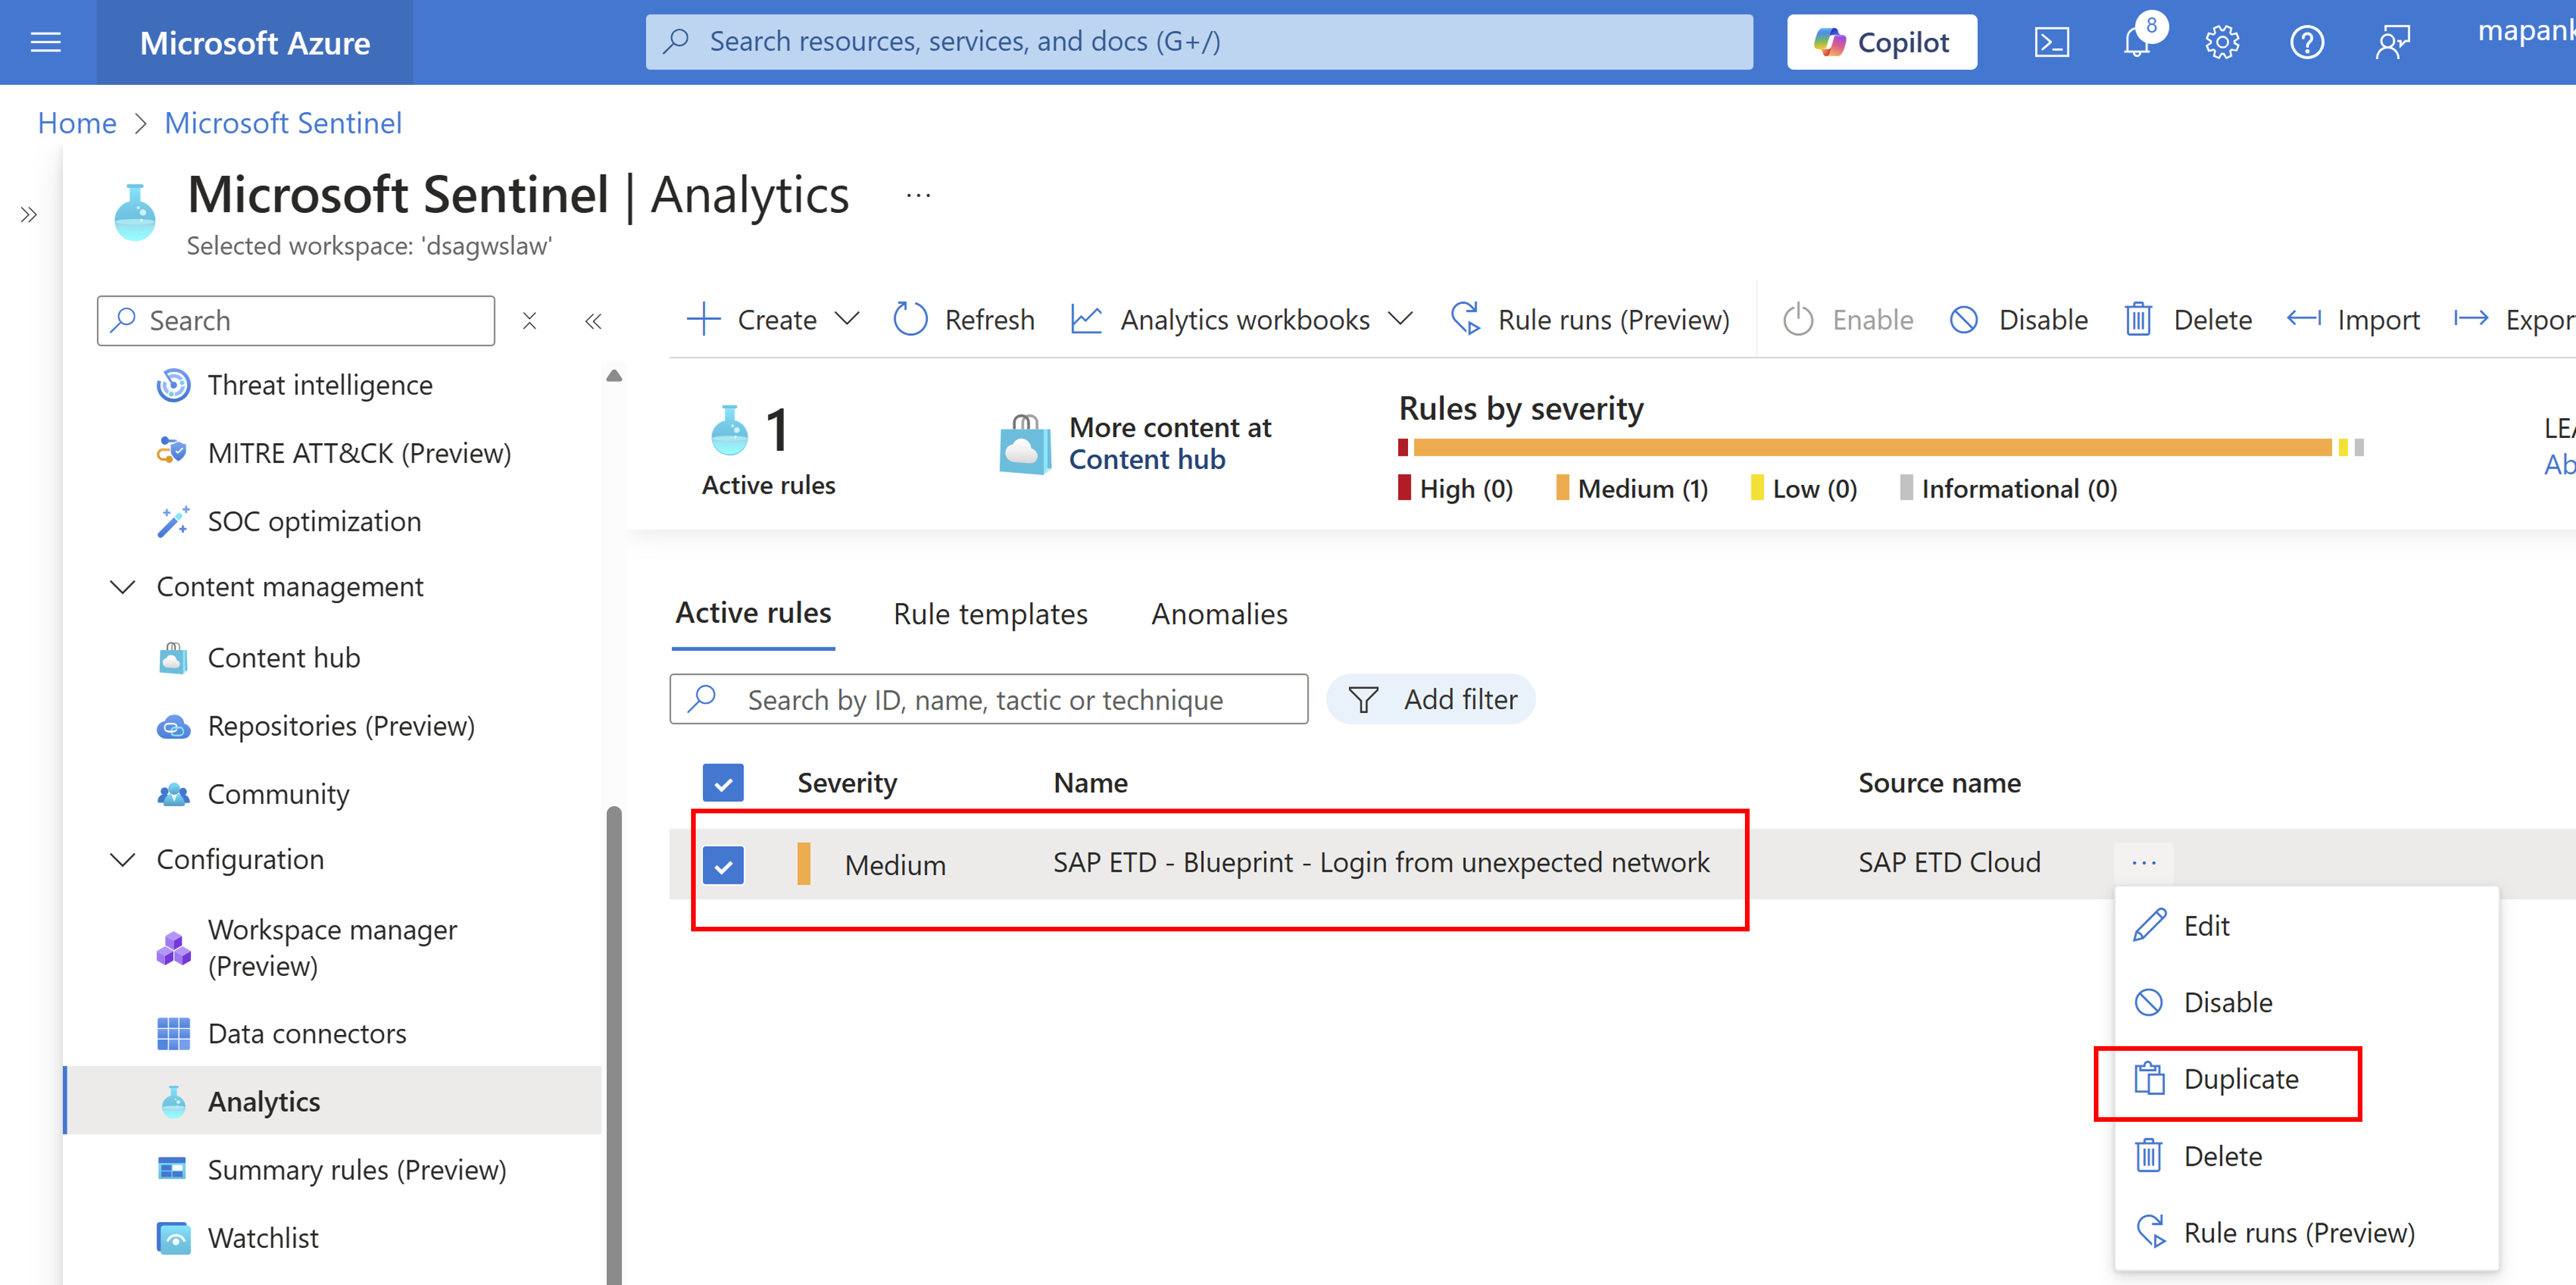 Microsoft Azure
Search resources, services, and docs (G+/)
Copilot
8
Home > Microsoft Sentinel
Microsoft Sentinel | Analytics ...
Selected workspace: 'dsagwslaw'
Search
Create
Refresh
Analytics workbooks
Rule runs (Preview)
Enable
Disable
Delete
Import
Threat intelligence
MITRE ATT&CK (Preview)
SOC optimization
Content management
Content hub
Repositories (Preview)
Community
Configuration
Workspace manager
(Preview)
Data connectors
Analytics
Summary rules (Preview)
Watchlist
1
Active rules
More content at
Content hub
Rules by severity
High (0)
Medium (1)
Low (0)
Informational (0)
Active rules
Rule templates
Anomalies
Search by ID, name, tactic or technique
Add filter
Severity
Name
Source name
Medium
SAP ETD - Blueprint - Login from unexpected network
SAP ETD Cloud
...
Edit
Disable
Duplicate
Delete
Rule runs (Preview)